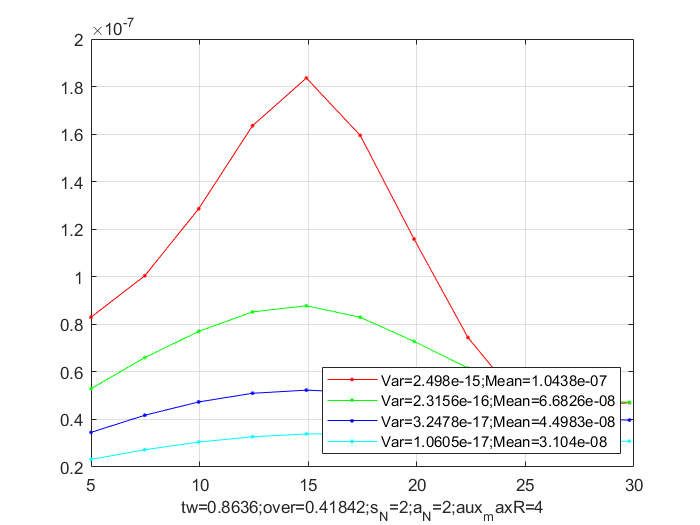 ×10-7
2
1.8
1.6
1.4
1.2
1
0.8
0.6
0.4
0.2
Var=2.498e-15;Mean=1.0438e-07
Var=2.3156e-16;Mean=6.6826e-08
Var=3.2478e-17;Mean=4.4983e-08
Var=1.0605e-17;Mean=3.104e-08
5 10 15 20 25 30
tw=0.8636;over=0.41842;sN=2;aN=2;auxmaxR=4